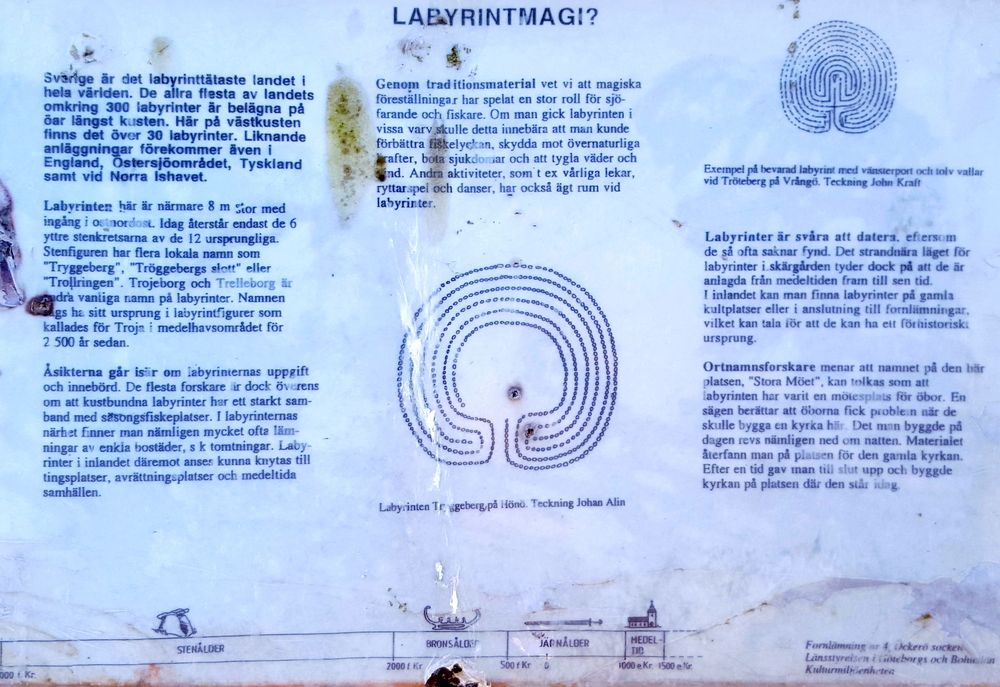 LABYRINTMAGI?
Sverige är det labyrinttätaste landet i
hela världen. De allra flesta av landets
omkring 300 labyrinter är belägna på
öar längst kusten. Här på västkusten
finns det över 30 labyrinter. Liknande
anläggningar förekommer även i
England, Östersjöområdet, Tyskland
samt vid Norra Ishavet.
Labyrinten här är närmare 8 m stor med
ingång i ostnordost. Idag återstår endast de 6
yttre stenkretsarna av de 12 ursprungliga.
Stenfiguren har flera lokala namn som
"Tryggeberg", "Tröggebergs slott" eller
"Trollringen". Trojeborg och Trelleborg är
andra vanliga namn på labyrinter. Namnen
ha sitt ursprung i labyrintfigurer som
kallades för Troja i medelhavsområdet för
2 500 år sedan.
Åsikterna går isär om labyrinternas uppgift
och innebörd. De flesta forskare är dock överens
om att kustbundna labyrinter har ett starkt sam-
band med säsongsfiskeplatser. I labyrinternas
närhet finner man nämligen mycket ofta läm-
ningar av enkla bostäder, s k tomtningar. Laby-
rinter i inlandet däremot anses kunna knytas till
tingsplatser, avrättningsplatser och medeltida
samhällen.
Genom traditionsmaterial vet vi att magiska
föreställningar har spelat en stor roll för sjö-
farande och fiskare. Om man gick labyrinten i
vissa varv skulle detta innebära att man kunde
förbättra fiskelyckan, skydda mot övernaturliga
krafter, bota sjukdomar och att tygla väder och
vind. Andra aktiviteter, som t ex vårliga lekar,
ryttarspel och danser, har också ägt rum vid
labyrinter.
Labyrinten Tryggeberg på Hönö. Teckning Johan Alin
Exempel på bevarad labyrint med vänsterport och tolv vallar
vid Tröteberg på Vrångö. Teckning John Kraft
Labyrinter är svåra att datera, eftersom
de så ofta saknar fynd. Det strandnära läget för
labyrinter i skärgården tyder dock på att de är
anlagda från medeltiden fram till sen tid.
I inlandet kan man finna labyrinter på gamla
kultplatser eller i anslutning till fornlämningar,
vilket kan tala för att de kan ha ett förhistoriskt
ursprung.
Ortnamnsforskare menar att namnet på den här
platsen, "Stora Möet", kan tolkas som att
labyrinten har varit en mötesplats för öbor. En
sägen berättar att öborna fick problem när de
skulle bygga en kyrka här. Det man byggde på
dagen revs nämligen ned om natten. Materialet
återfann man på platsen för den gamla kyrkan.
Efter en tid gav man till slut upp och byggde
kyrkan på platsen där den står idag.
STENÅLDER
BRONSÅLDER
JÄRNÅLDER
MEDEL-
TID
000 f Kr.
2000 f Kr.
500 f Kr
0
1000 e Kr.
1500 e Kr.
Fornlämning nr 4, Öckerö socken
Länsstyrelsen i Göteborgs och Bohuslän
Kulturmiljöenheten